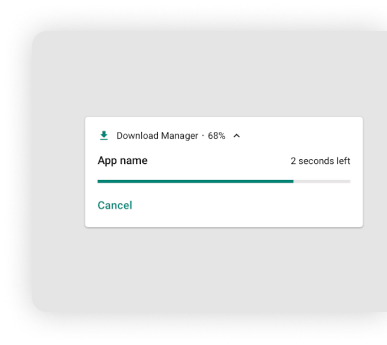 Download Manager · 68%
App name 2 seconds left
Cancel